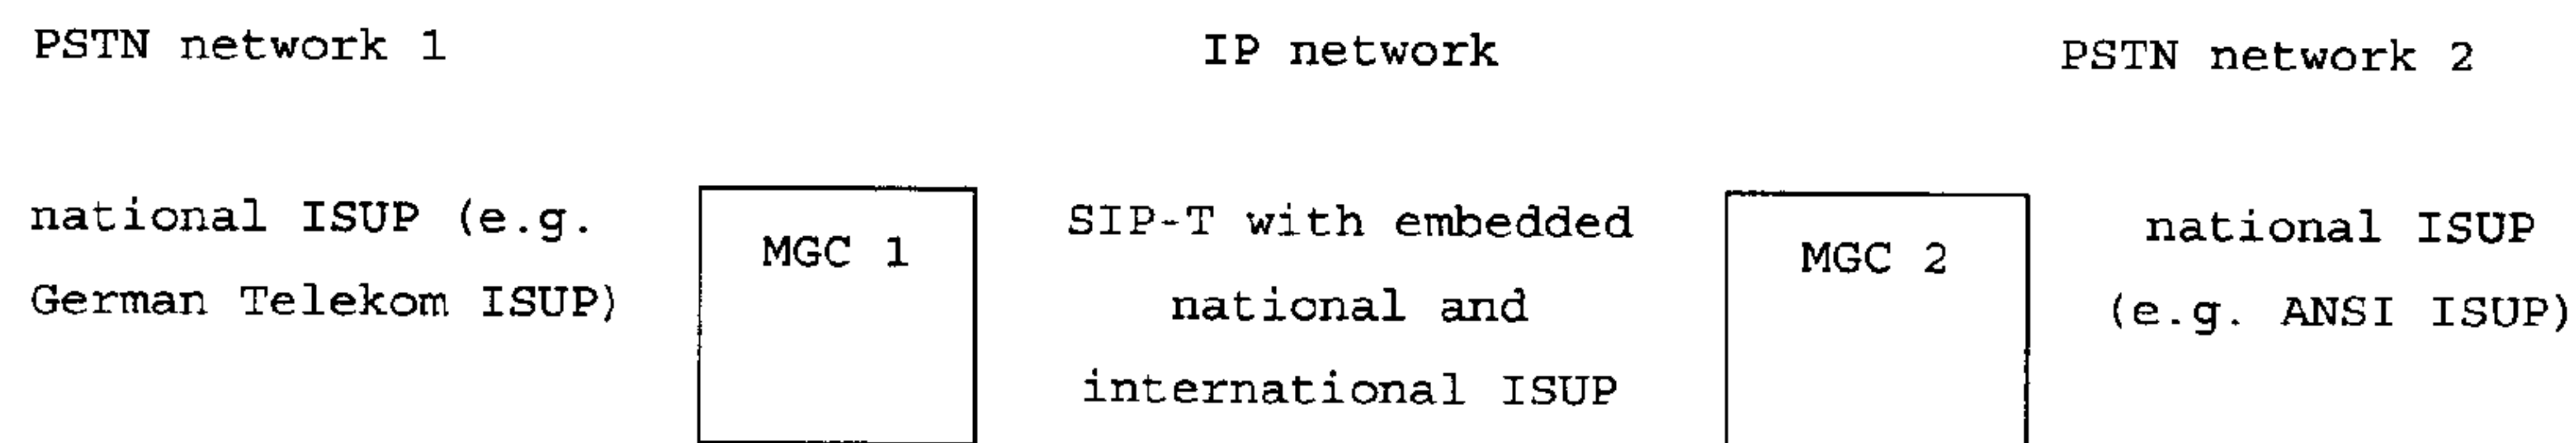 PSTN network 1
IP network
PSTN network 2
national ISUP (e.g.
German Telekom ISUP)
MGC 1
SIP-T with embedded
national and
international ISUP
MGC 2
national ISUP
(e.g. ANSI ISUP)